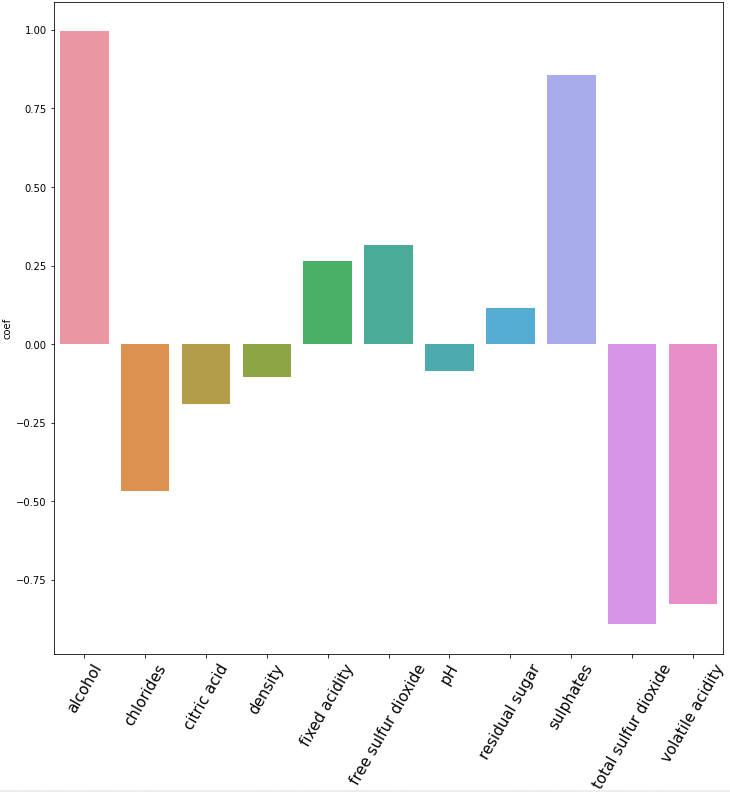 1.00
0.75
0.50
0.25
0.00
−0.25
−0.50
−0.75
coef
alcohol
chlorides
citric acid
density
fixed acidity
free sulfur dioxide
pH
residual sugar
sulphates
total sulfur dioxide
volatile acidity